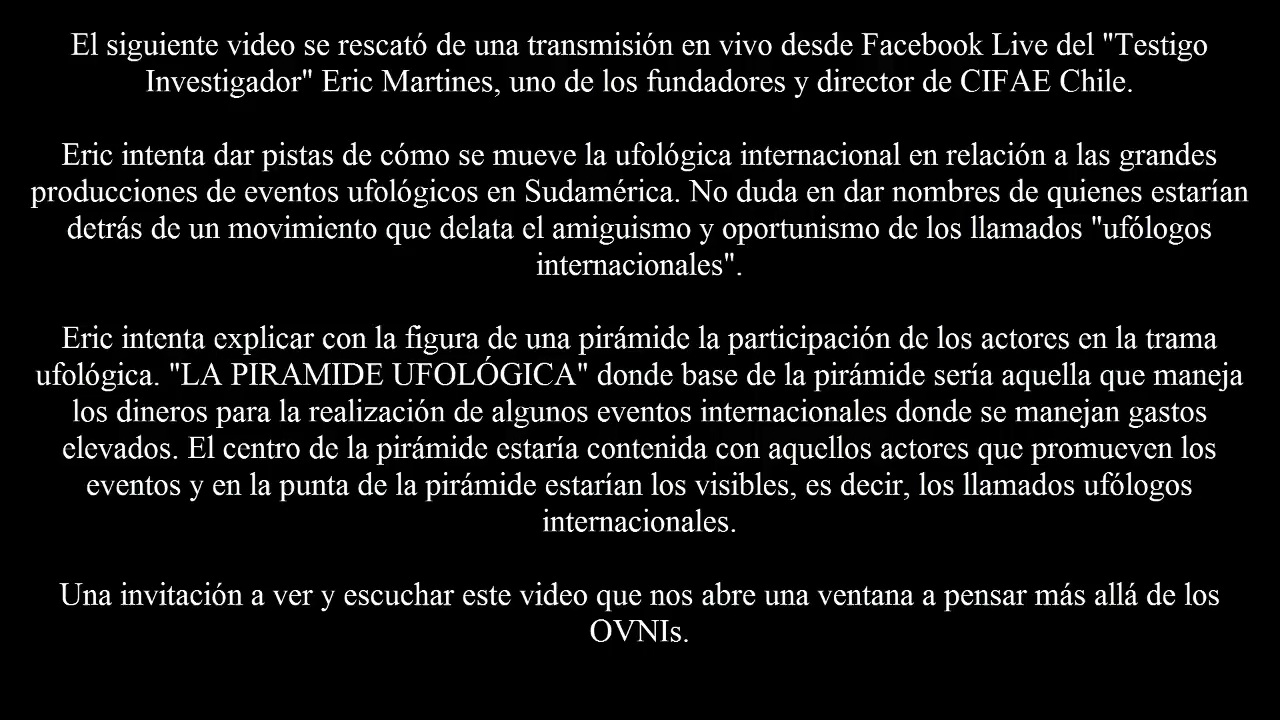 El siguiente video se rescató de una transmisión en vivo desde Facebook Live del "Testigo
Investigador" Eric Martines, uno de los fundadores y director de CIFAE Chile.
Eric intenta dar pistas de cómo se mueve la ufológica internacional en relación a las grandes
producciones de eventos ufológicos en Sudamérica. No duda en dar nombres de quienes estarían
detrás de un movimiento que delata el amiguismo y oportunismo de los llamados "ufólogos
internacionales".
Eric intenta explicar con la figura de una pirámide la participación de los actores en la trama
ufológica. "LA PIRAMIDE UFOLÓGICA" donde base de la pirámide sería aquella que maneja
los dineros para la realización de algunos eventos internacionales donde se manejan gastos
elevados. El centro de la pirámide estaría contenida con aquellos actores que promueven los
eventos y en la punta de la pirámide estarían los visibles, es decir, los llamados ufólogos
internacionales.
Una invitación a ver y escuchar este video que nos abre una ventana a pensar más allá de los
OVNIs.